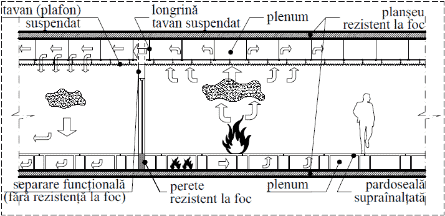 tavan (plafon)
suspendat
longrină
tavan suspendat
plenum
planșeu
rezistent la foc
separare funcțională
(fără rezistență la foc)
perete
rezistent la foc
plenum
pardoseală
supraînălțată